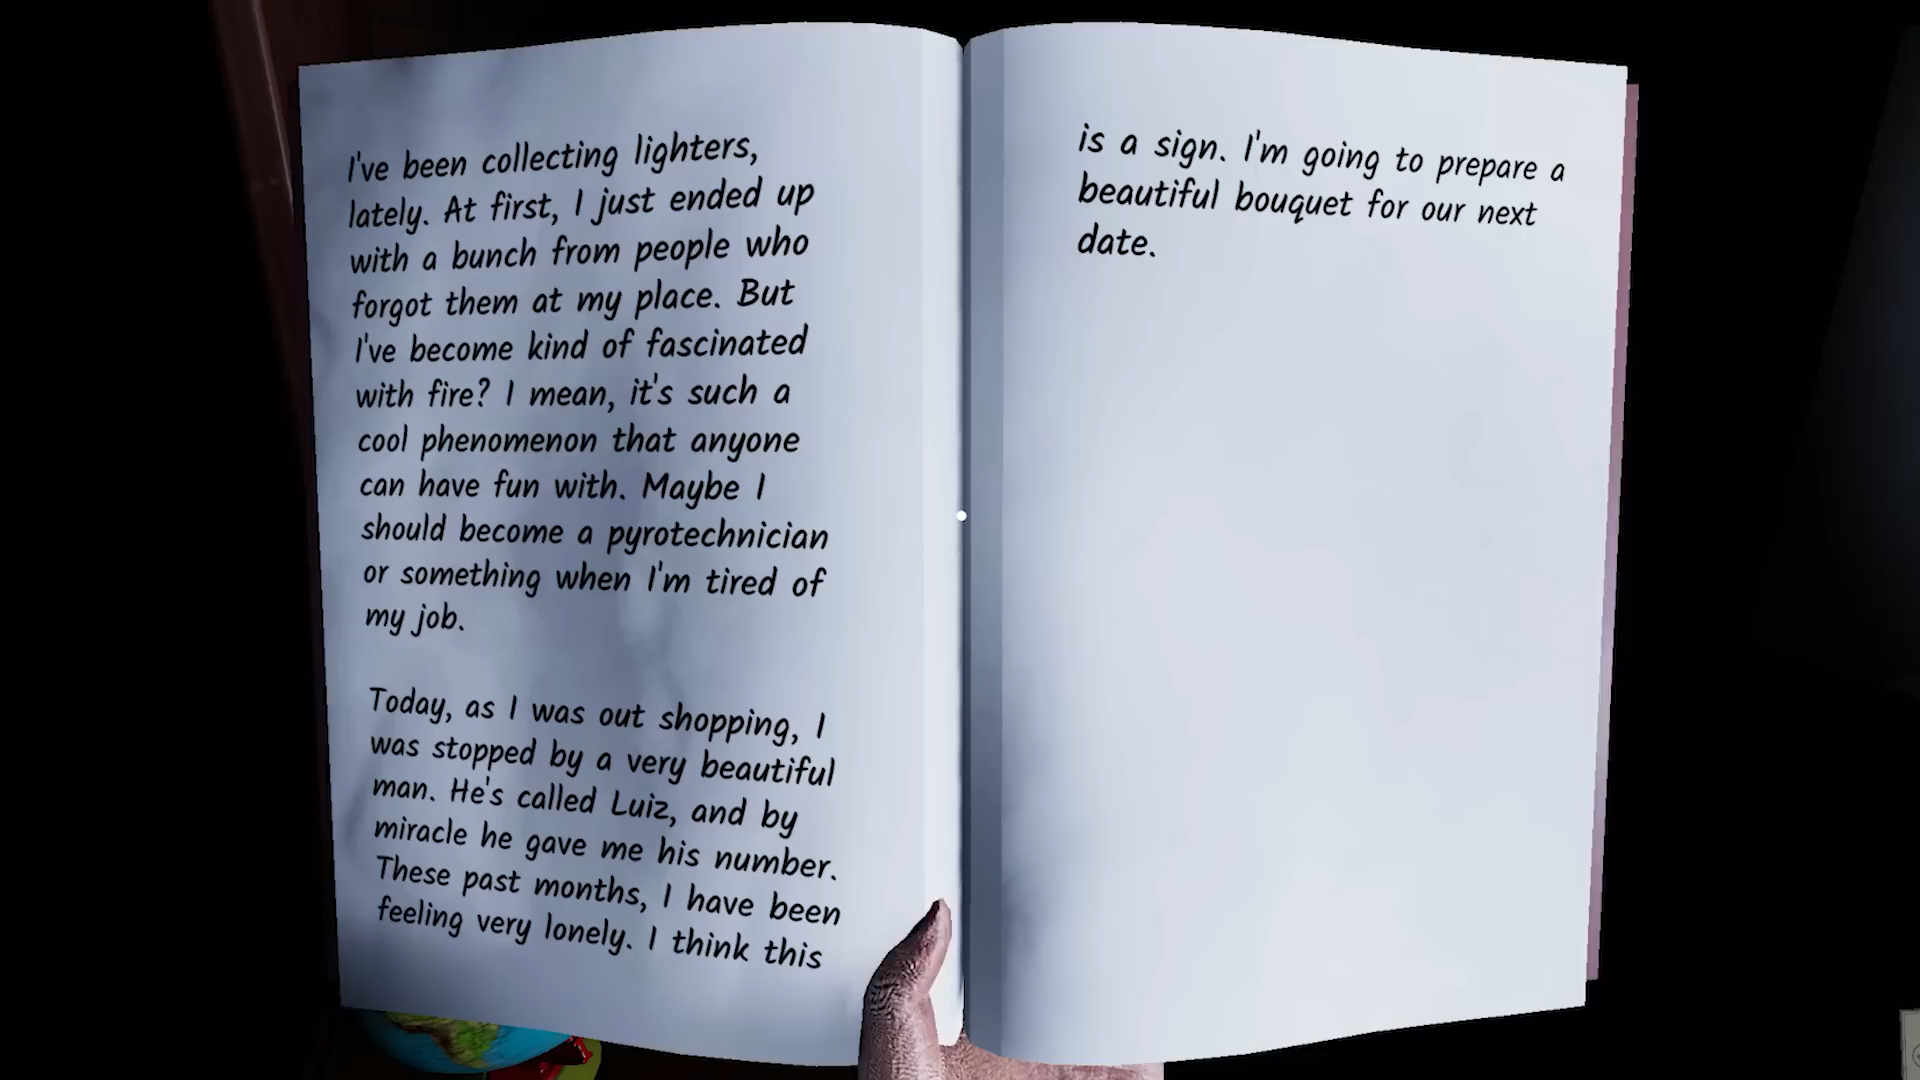 I've been collecting lighters,
lately. At first, I just ended up
with a bunch from people who
forgot them at my place. But
I've become kind of fascinated
with fire? I mean, it's such a
cool phenomenon that anyone
can have fun with. Maybe I
should become a pyrotechnician
or something when I'm tired of
my job.
Today, as I was out shopping, I
was stopped by a very beautiful
man. He's called Luiz, and by
miracle he gave me his number.
These past months, I have been
feeling very lonely. I think this
is a sign. I'm going to prepare a
beautiful bouquet for our next
date.